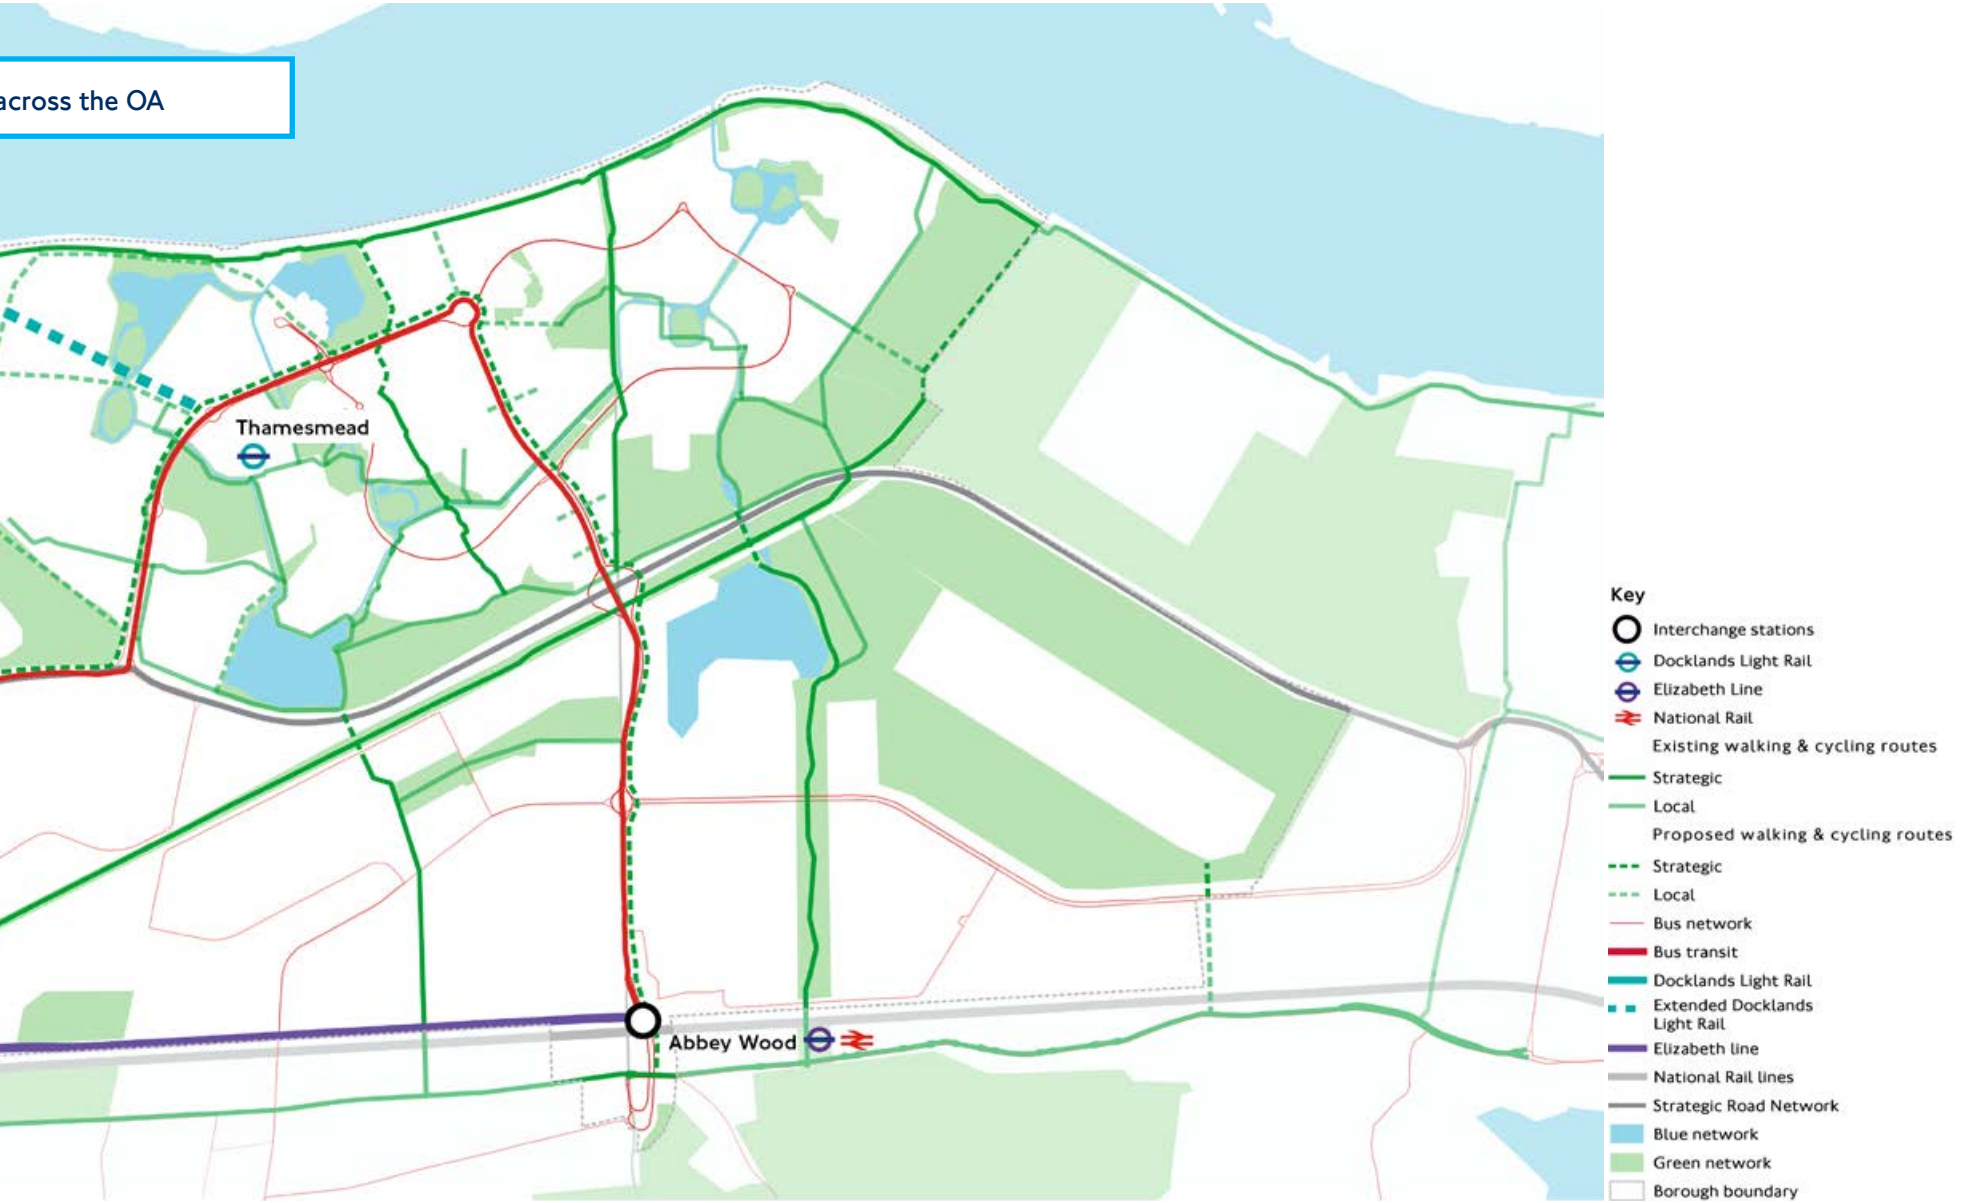 across the OA
Thamesmead
Abbey Wood
Key
Interchange stations
Docklands Light Rail
Elizabeth Line
National Rail
Existing walking & cycling routes
Strategic
Local
Proposed walking & cycling routes
Strategic
Local
Bus network
Bus transit
Docklands Light Rail
Extended Docklands
Light Rail
Elizabeth line
National Rail lines
Strategic Road Network
Blue network
Green network
Borough boundary